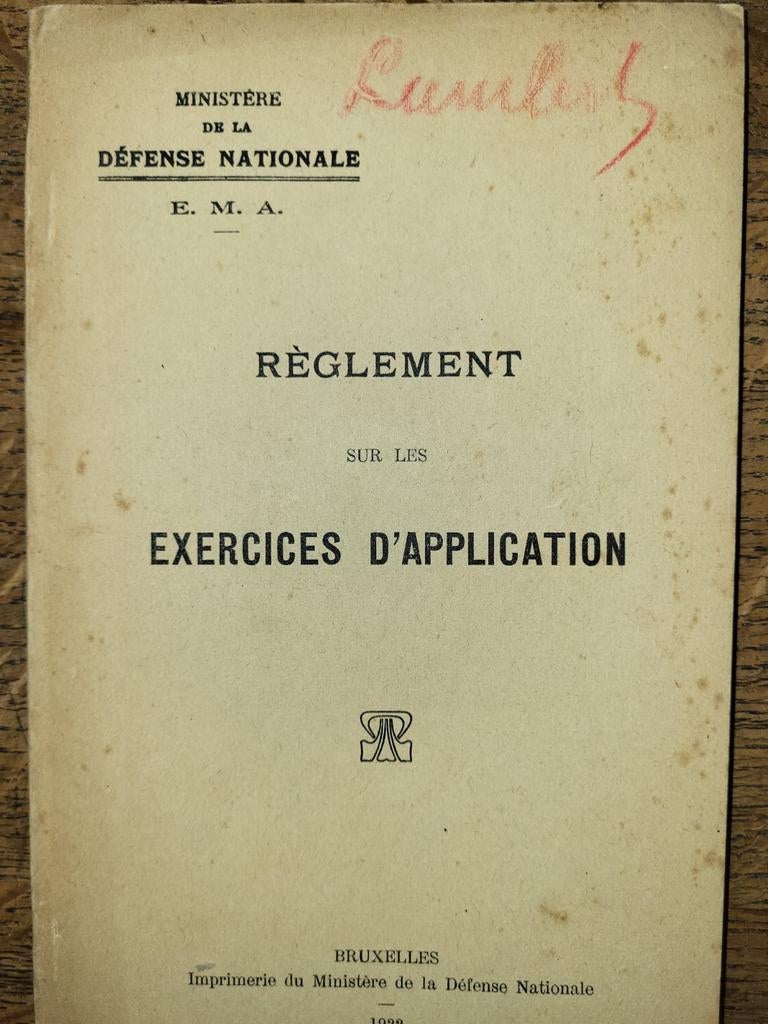 MINISTÈRE
DE LA
DÉFENSE NATIONALE
E. M. A.
RÈGLEMENT
SUR LES
EXERCICES D'APPLICATION
BRUXELLES
Imprimerie du Ministère de la Défense Nationale